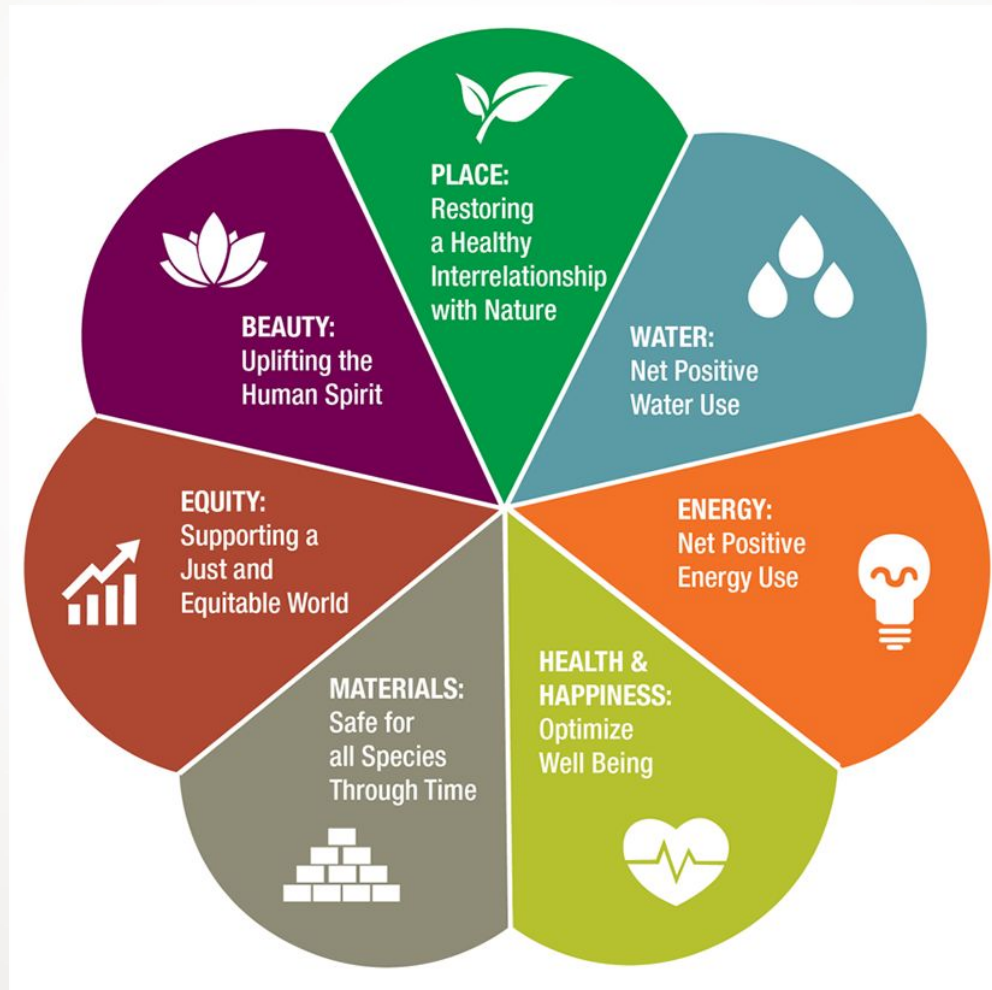 PLACE:
Restoring
a Healthy
Interrelationship
with Nature
WATER:
Net Positive
Water Use
ENERGY:
Net Positive
Energy Use
HEALTH &
HAPPINESS:
Optimize
Well Being
MATERIALS:
Safe for
all Species
Through Time
EQUITY:
Supporting a
Just and
Equitable World
BEAUTY:
Uplifting the
Human Spirit